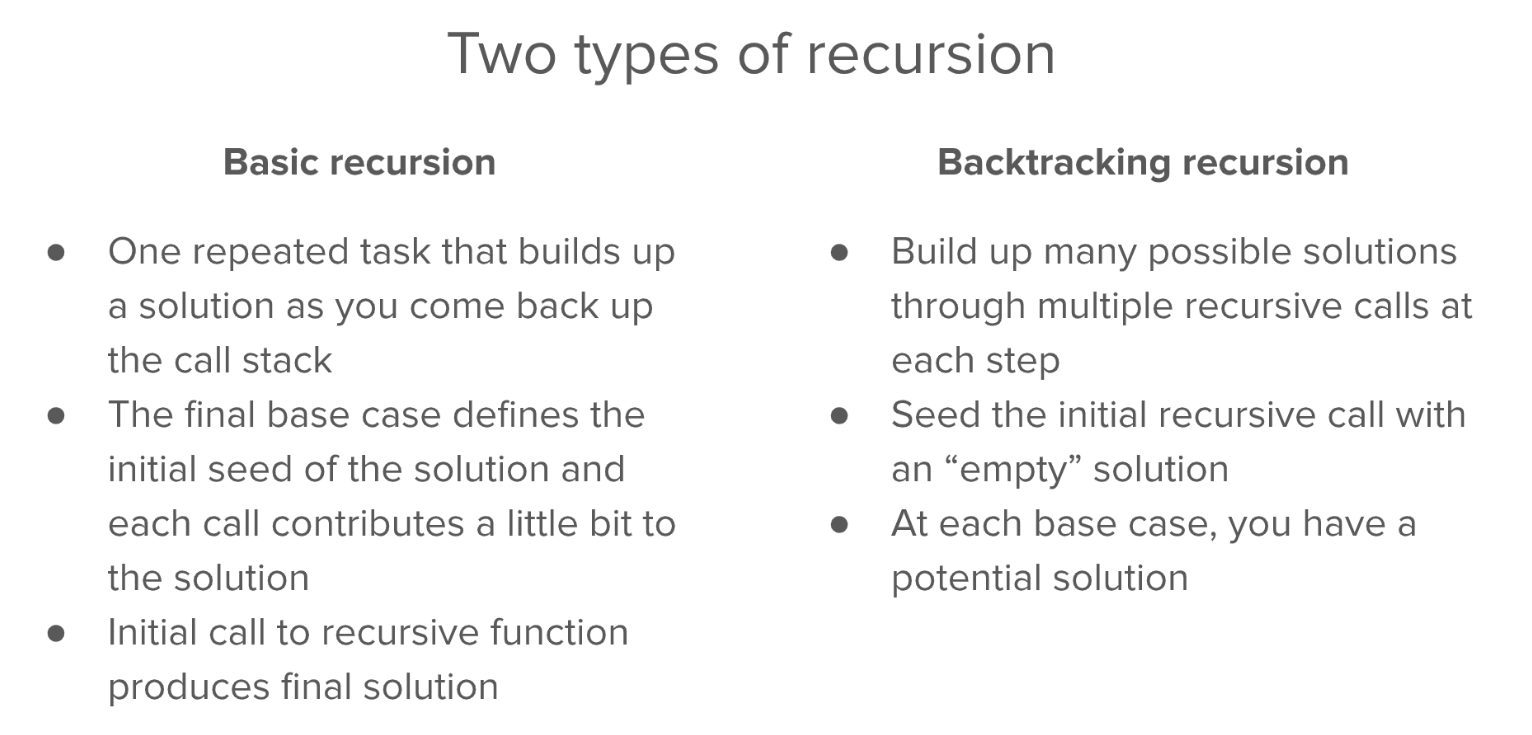 Two types of recursion
Basic recursion
● One repeated task that builds up
a solution as you come back up
the call stack
● The final base case defines the
initial seed of the solution and
each call contributes a little bit to
the solution
● Initial call to recursive function
produces final solution
Backtracking recursion
● Build up many possible solutions
through multiple recursive calls at
each step
● Seed the initial recursive call with
an “empty” solution
● At each base case, you have a
potential solution